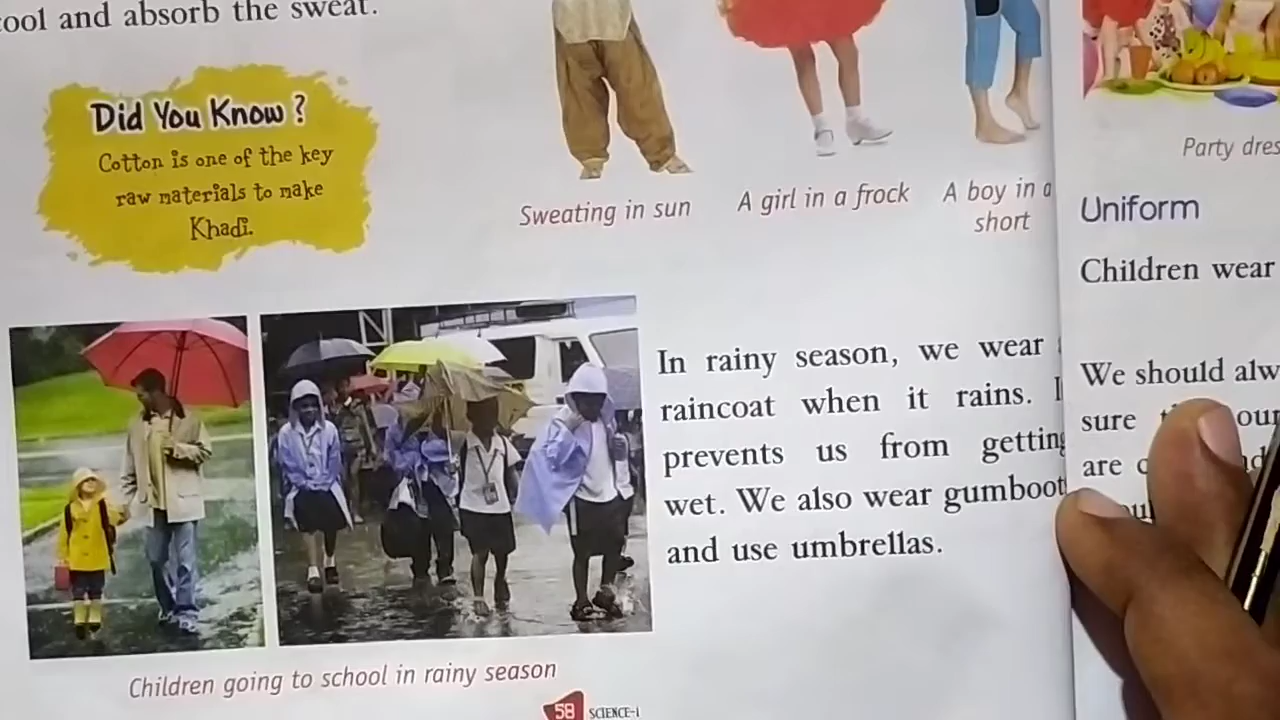 cool and absorb the sweat.
Did You Know ?
Cotton is one of the key
raw materials to make
Khadi.
Sweating in sun
A girl in a frock
A boy in a
short
In rainy season, we wear
raincoat when it rains. I
prevents us from getting
wet. We also wear gumboot
and use umbrellas.
Children going to school in rainy season
58 SCIENCE-I
Party dres
Uniform
Children wear
We should alw
sure our
are